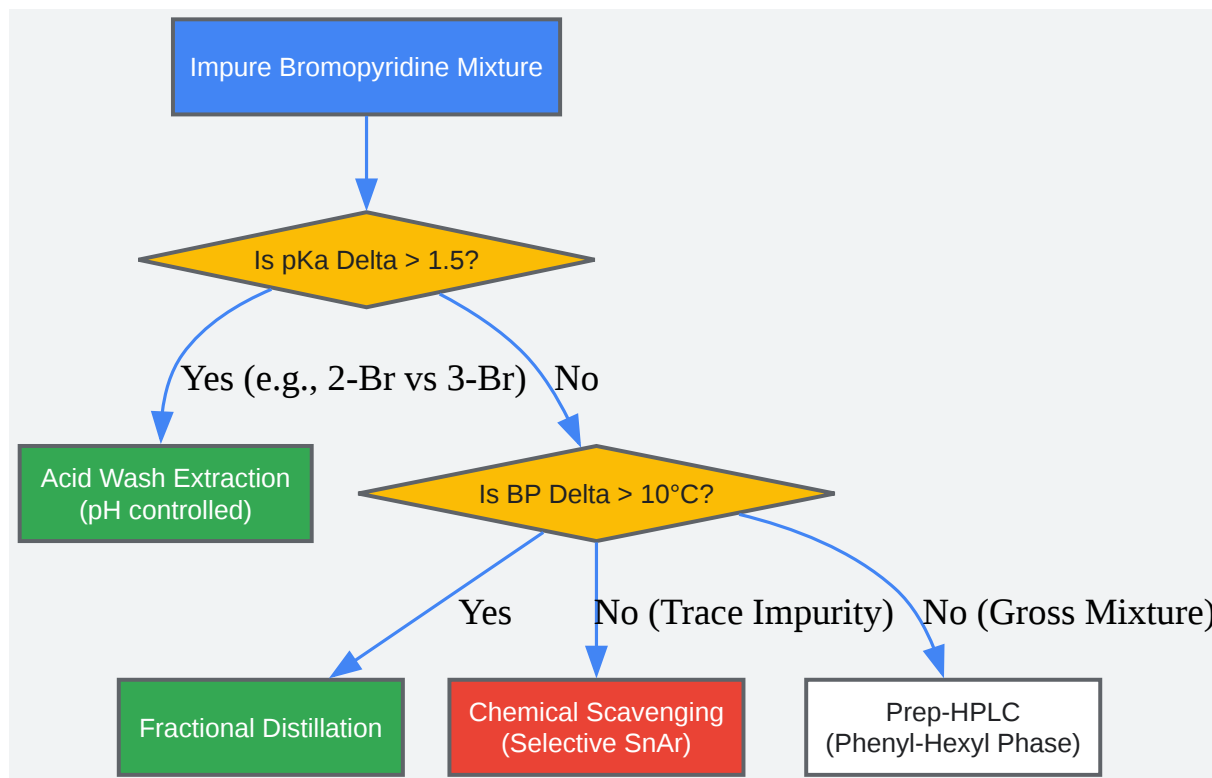 Impure Bromopyridine Mixture
Is pKa Delta > 1.5?
Yes (e.g., 2-Br vs 3-Br)
No
Acid Wash Extraction
(pH controlled)
Is BP Delta > 10°C?
Yes
No (Trace Impurity)
No (Gross Mixture)
Fractional Distillation
Chemical Scavenging
(Selective SnAr)
Prep-HPLC
(Phenyl-Hexyl Phase)